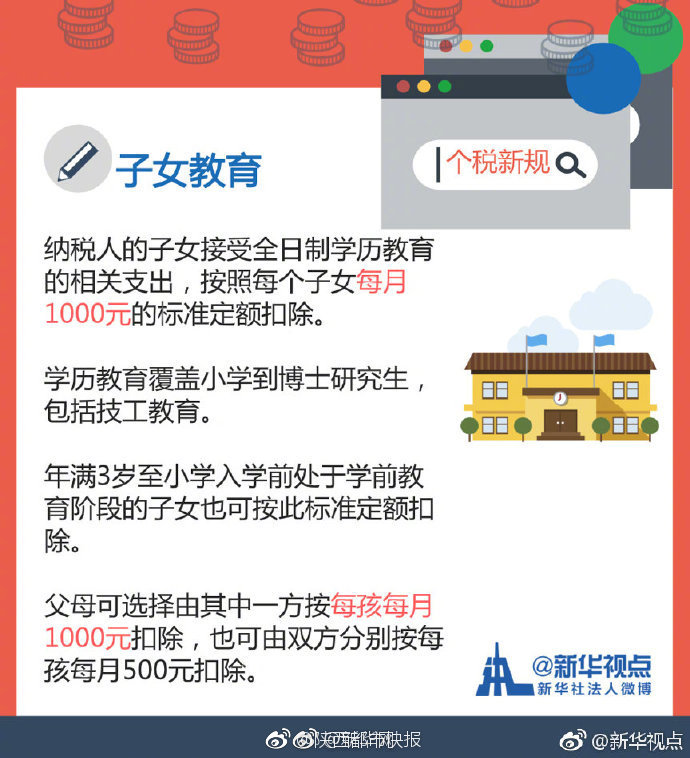 个税新规
子女教育
纳税人的子女接受全日制学历教育
的相关支出，按照每个子女每月
1000元的标准定额扣除。
学历教育覆盖小学到博士研究生，
包括技工教育。
年满3岁至小学入学前处于学前教
育阶段的子女也可按此标准定额扣
除。
父母可选择由其中一方按每孩每月
1000元扣除，也可由双方分别按每
孩每月500元扣除。
@新华视点
新华社法人微博
@新华视点